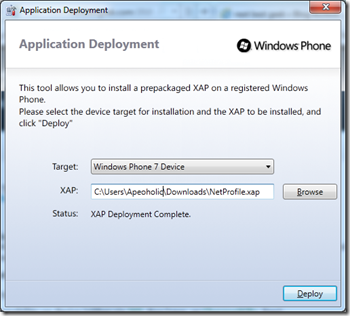 Application Deployment
Application Deployment
Windows Phone
This tool allows you to install a prepackaged XAP on a registered Windows
Phone.
Please select the device target for installation and the XAP to be installed, and
click "Deploy"
Target: Windows Phone 7 Device
XAP: C:\Users\Apeoholic\Downloads\NetProfile.xap Browse
Status: XAP Deployment Complete.
Deploy